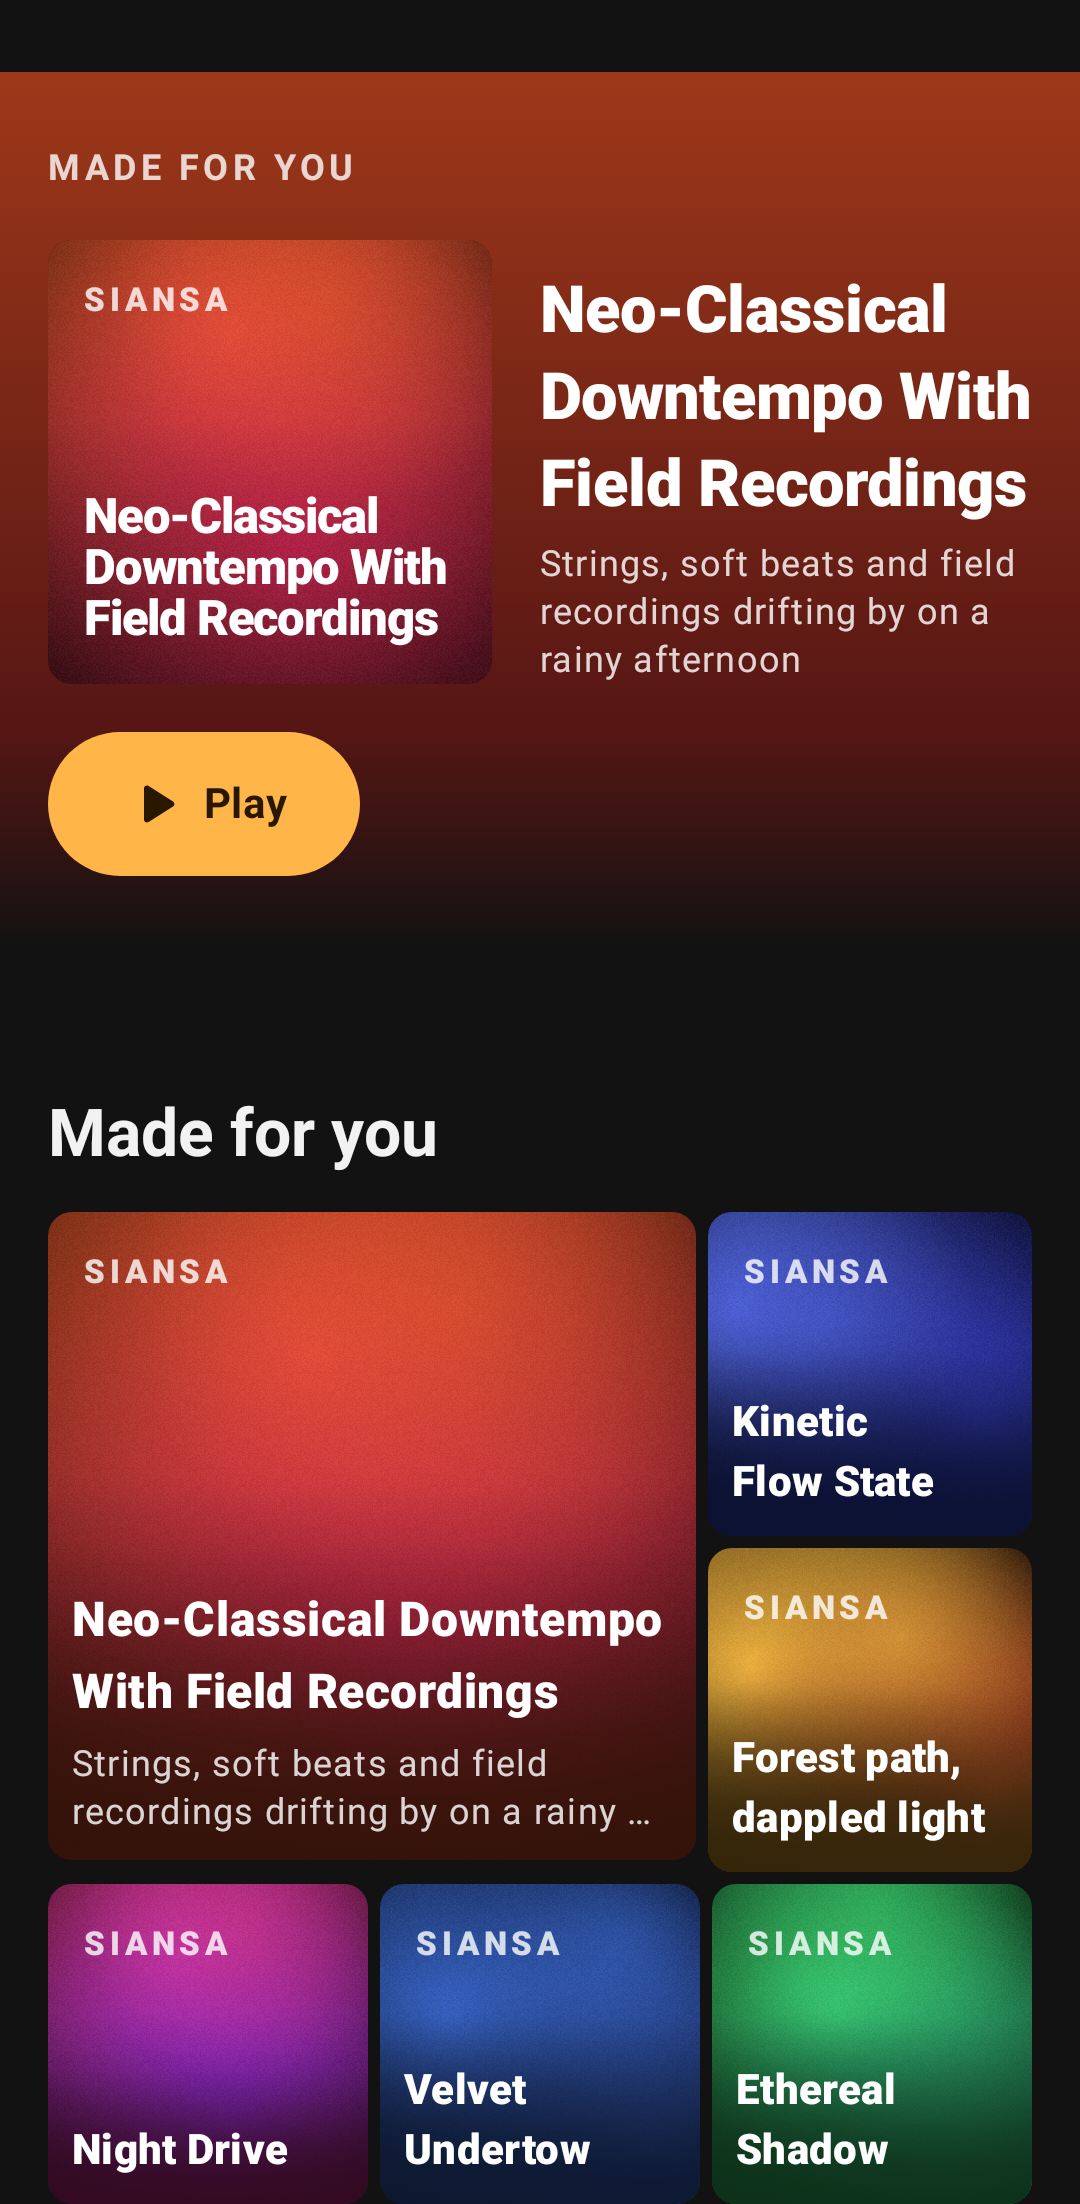 MADE FOR YOU
SIANSA
Neo-Classical
Downtempo With
Field Recordings
Neo-Classical
Downtempo With
Field Recordings
Strings, soft beats and field
recordings drifting by on a
rainy afternoon
Play
Made for you
SIANSA
Neo-Classical Downtempo
With Field Recordings
Strings, soft beats and field
recordings drifting by on a rainy …
SIANSA
Kinetic
Flow State
SIANSA
Forest path,
dappled light
SIANSA
Night Drive
SIANSA
Velvet
Undertow
SIANSA
Ethereal
Shadow